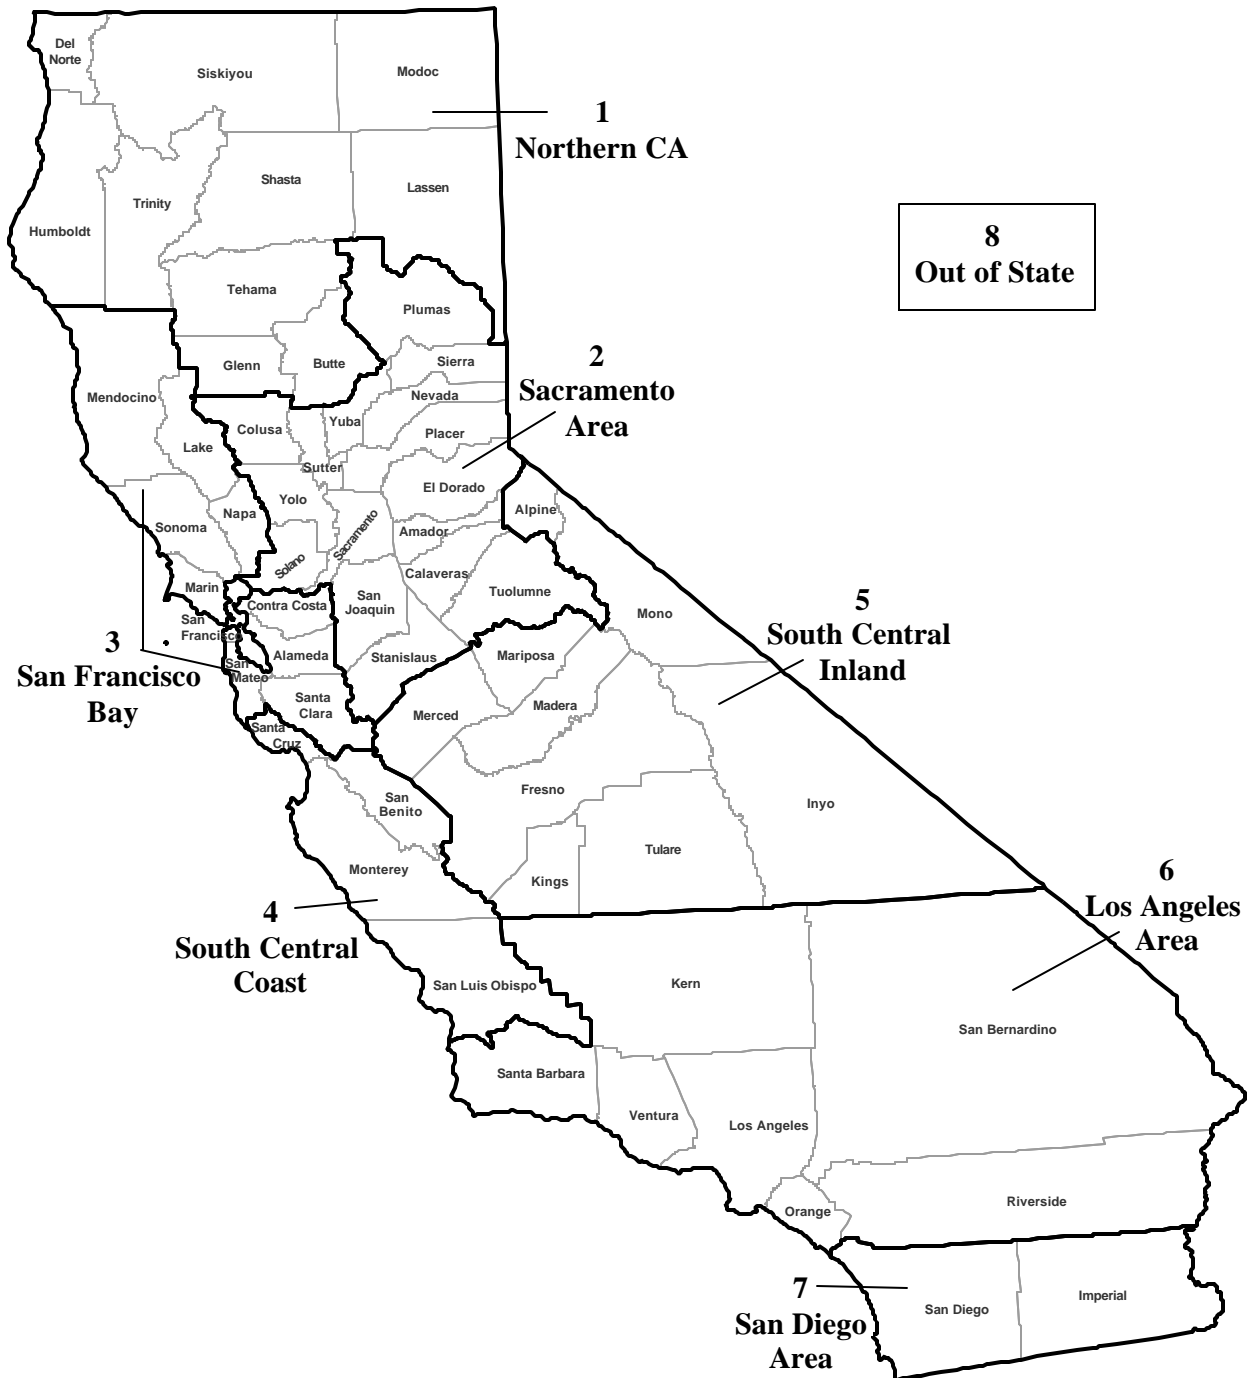 Del
Norte
Siskiyou
Modoc
1
Northern CA
Shasta
Lassen
Trinity
Humboldt
8
Out of State
Tehama
Plumas
Glenn
Butte
Sierra
2
Sacramento
Area
Mendocino
Nevada
Yuba
Colusa
Placer
Lake
Sutter
El Dorado
Yolo
Napa
Alpine
Sonoma
Sacramento
Amador
Solano
Calaveras
Marin
Tuolumne
San
Joaquin
Contra Costa
Mono
5
South Central
Inland
San
Francisco
3
San Francisco
Bay
Alameda
Stanislaus
Mariposa
San
Mateo
Santa
Clara
Merced
Madera
Santa
Cruz
San
Benito
Fresno
Inyo
Tulare
Monterey
Kings
6
Los Angeles
Area
4
South Central
Coast
San Luis Obispo
Kern
San Bernardino
Santa Barbara
Ventura
Los Angeles
Riverside
Orange
7
San Diego
Area
San Diego
Imperial